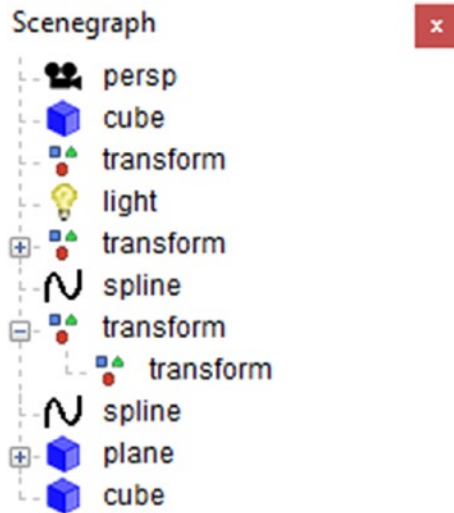 Scenegraph
persp
cube
transform
light
transform
spline
transform
transform
spline
plane
cube